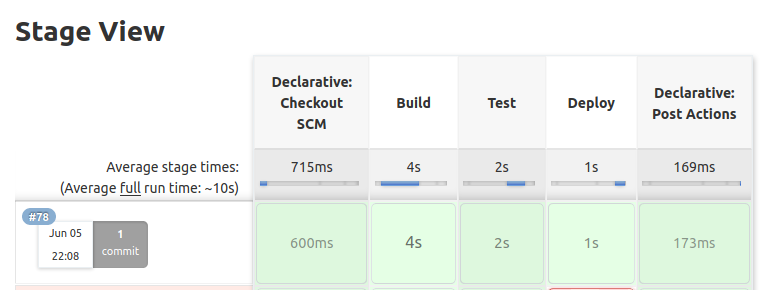 Stage View
Declarative:
Checkout
SCM
Build
Test
Deploy
Declarative:
Post Actions
Average stage times:
(Average full run time: ~10s)
715ms
4s
2s
1s
169ms
#78
Jun 05
22:08
1
commit
600ms
4s
2s
1s
173ms